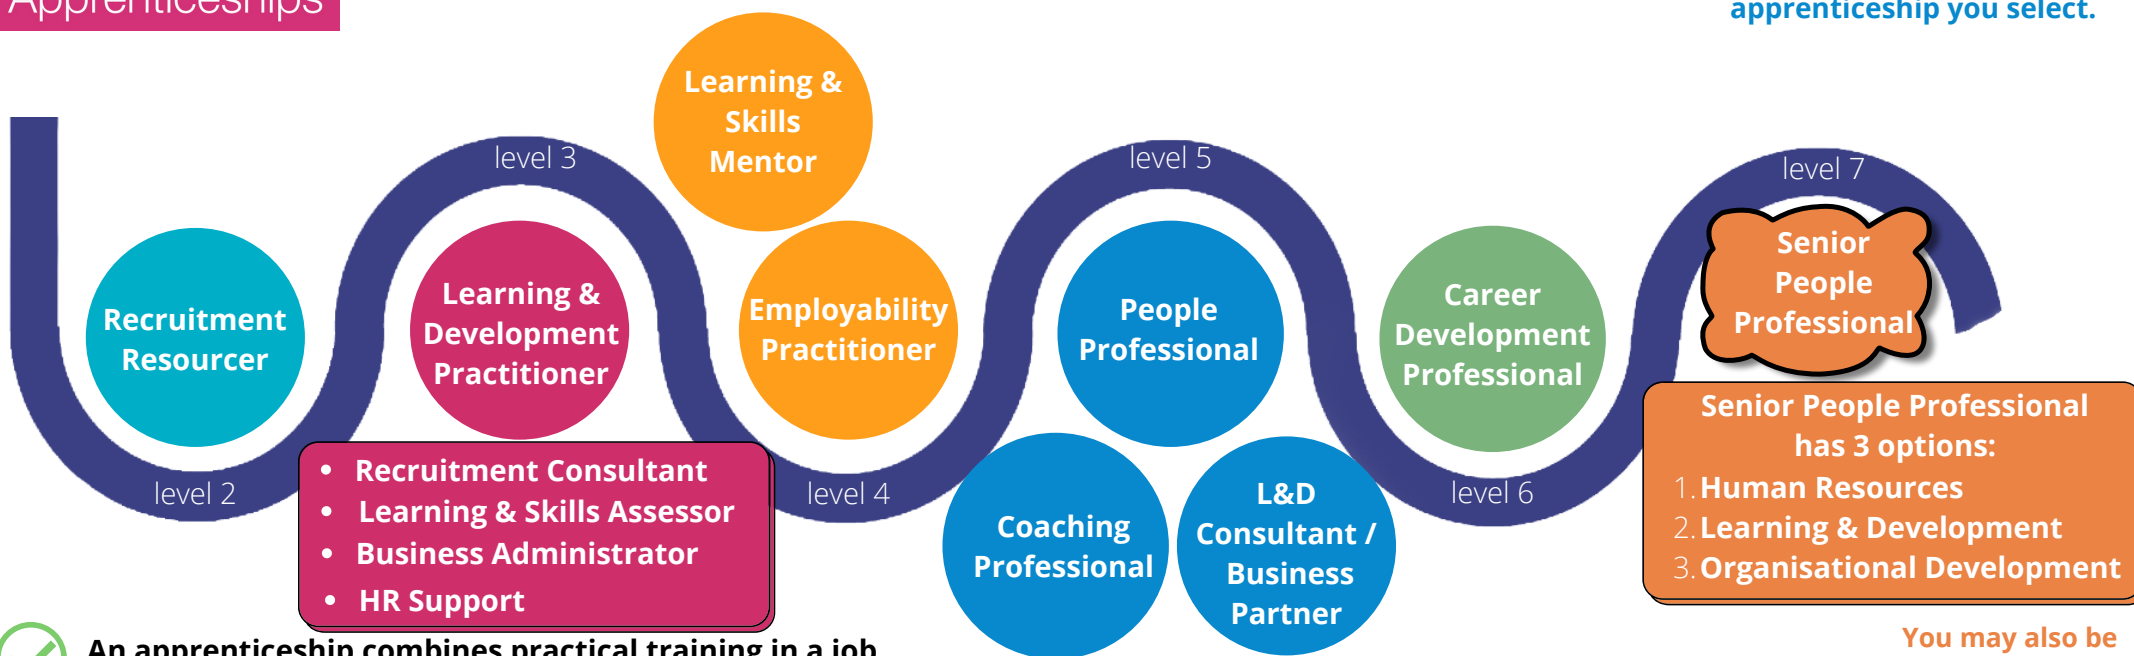 Apprenticeships
apprenticeship you select.
Learning &
Skills
Mentor
level 3
level 5
level 7
Recruitment
Resourcer
Learning &
Development
Practitioner
Employability
Practitioner
People
Professional
Career
Development
Professional
Senior
People
Professional
level 2
• Recruitment Consultant
• Learning & Skills Assessor
• Business Administrator
• HR Support
level 4
Coaching
Professional
L&D
Consultant /
Business
Partner
level 6
Senior People Professional
has 3 options:
1. Human Resources
2. Learning & Development
3. Organisational Development
An apprenticeship combines practical training in a job
You may also be